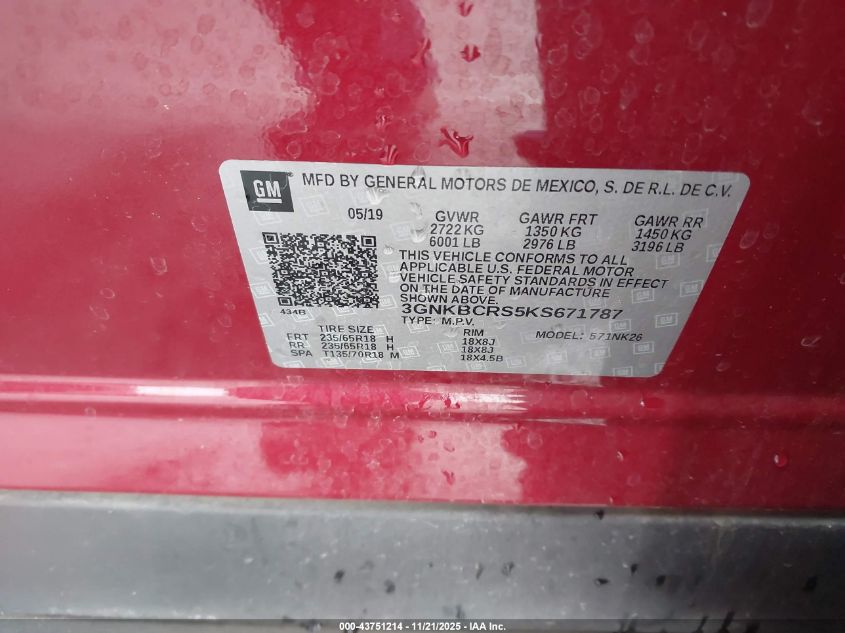 GM
MFD BY GENERAL MOTORS DE MEXICO, S. DE R.L. DE C.V.
05/19 GVWR GAWR FRT GAWR RR
2722 KG 1350 KG 1450 KG
6001 LB 2976 LB 3196 LB
THIS VEHICLE CONFORMS TO ALL
APPLICABLE U.S. FEDERAL MOTOR
VEHICLE SAFETY STANDARDS IN EFFECT
ON THE DATE OF MANUFACTURE
SHOWN ABOVE.
434B
3GNKBCRS5KS671787
TYPE: M.P.V. MODEL: 571NK26
TIRE SIZE RIM
FRT 235/65R18 H 18X8J
RR 235/65R18 H 18X8J
SPA T135/70R18 M 18X4.5B
000-43751214 - 11/21/2025 - IAA Inc.